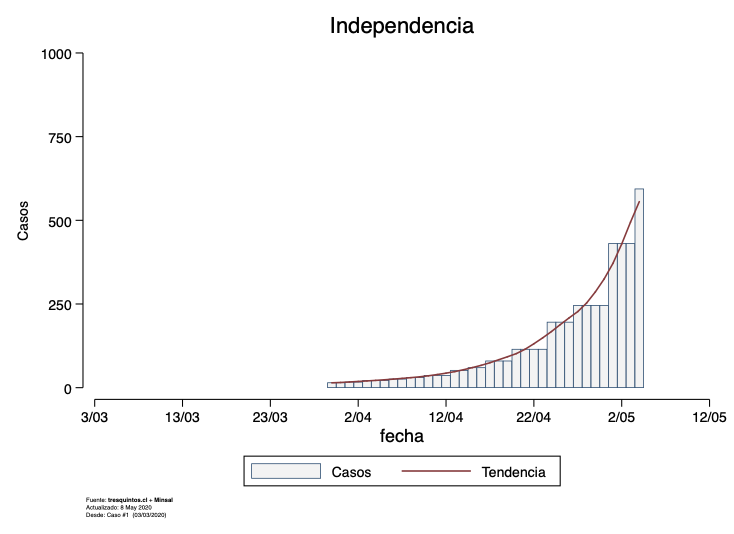 Independencia
1000
750
500
250
0
Casos
3/03 13/03 23/03 2/04 12/04 22/04 2/05 12/05
fecha
Casos Tendencia
Fuente: tresquintos.cl + Minsal
Actualizado: 8 May 2020
Desde: Caso #1 (03/03/2020)